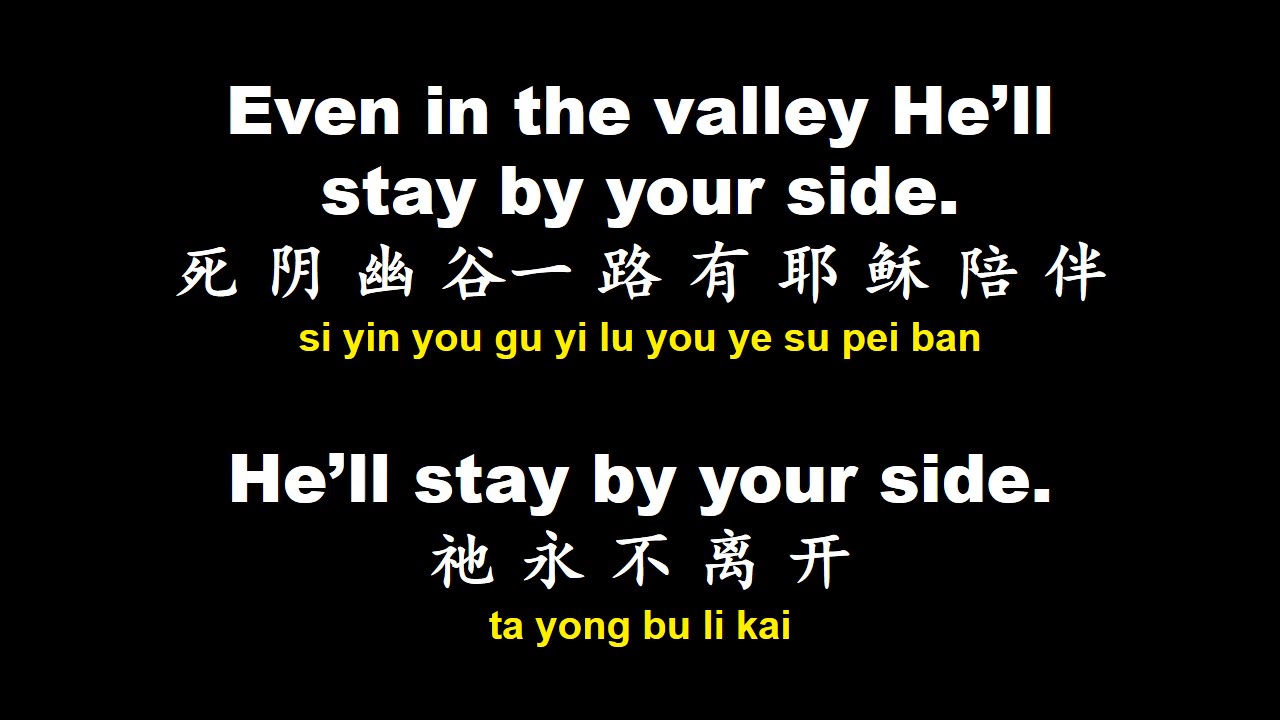 Even in the valley He’ll
stay by your side.
死 阴 幽 谷一 路 有 耶 稣 陪 伴
si yin you gu yi lu you ye su pei ban
He’ll stay by your side.
祂 永 不 离 开
ta yong bu li kai